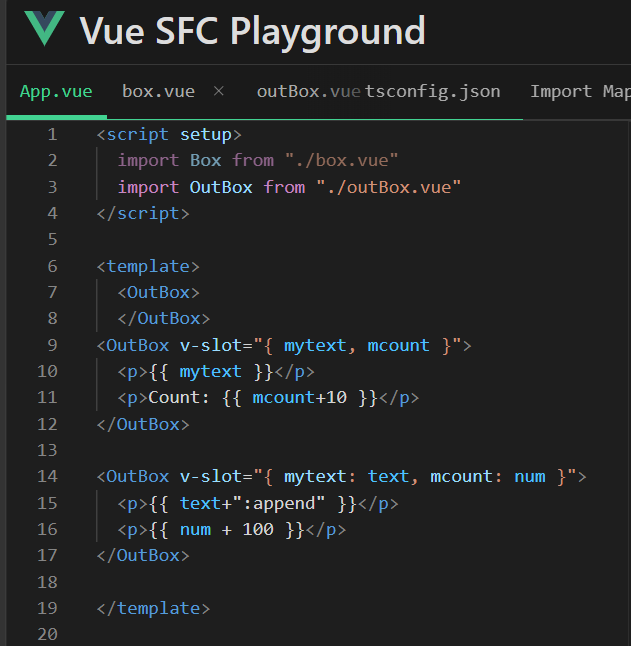 Vue SFC Playground
App.vue box.vue × outBox.vue tsconfig.json Import Map
1 <script setup>
2 import Box from "./box.vue"
3 import OutBox from "./outBox.vue"
4 </script>
5
6 <template>
7 <OutBox>
8 </OutBox>
9 <OutBox v-slot="{ mytext, mcount }">
10 <p>{{ mytext }}</p>
11 <p>Count: {{ mcount+10 }}</p>
12 </OutBox>
13
14 <OutBox v-slot="{ mytext: text, mcount: num }">
15 <p>{{ text+":append" }}</p>
16 <p>{{ num + 100 }}</p>
17 </OutBox>
18
19 </template>
20